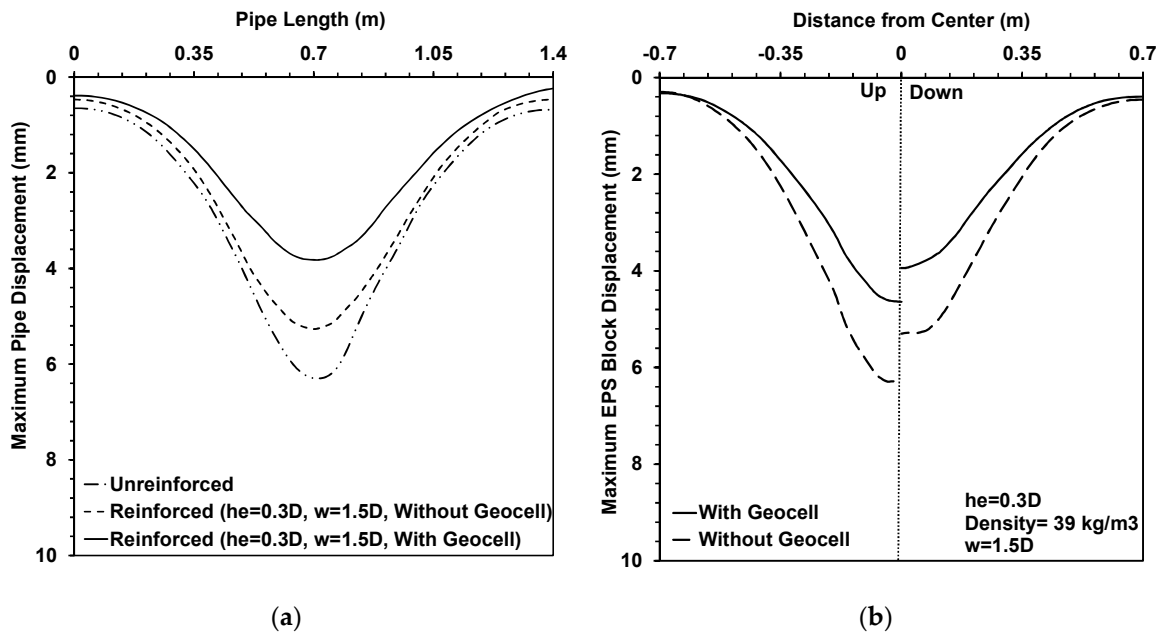 Pipe Length (m)
0 0.35 0.7 1.05 1.4
0
2
4
6
8
10
Maximum Pipe Displacement (mm)
Unreinforced
Reinforced (he=0.3D, w=1.5D, Without Geocell)
Reinforced (he=0.3D, w=1.5D, With Geocell)
(a)
Distance from Center (m)
-0.7 -0.35 0 0.35 0.7
0
2
4
6
8
10
Maximum EPS Block Displacement (mm)
Up Down
With Geocell
Without Geocell
he=0.3D
Density= 39 kg/m3
w=1.5D
(b)